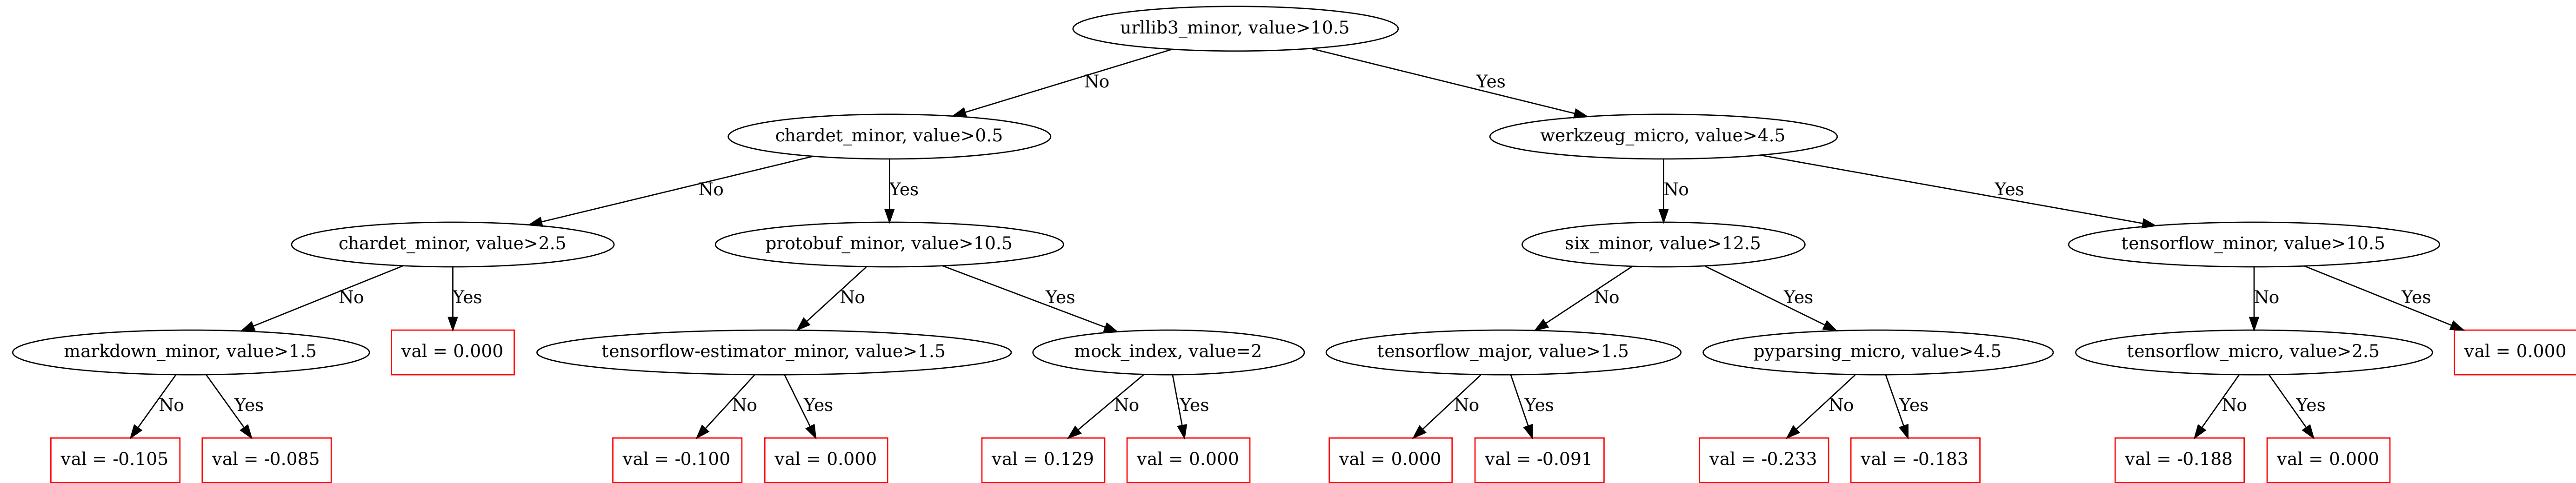 urllib3_minor, value>10.5
No
Yes
chardet_minor, value>0.5
werkzeug_micro, value>4.5
No
Yes
No
Yes
chardet_minor, value>2.5
protobuf_minor, value>10.5
six_minor, value>12.5
tensorflow_minor, value>10.5
No
Yes
No
Yes
No
Yes
No
Yes
markdown_minor, value>1.5
val = 0.000
tensorflow-estimator_minor, value>1.5
mock_index, value=2
tensorflow_major, value>1.5
pyparsing_micro, value>4.5
tensorflow_micro, value>2.5
val = 0.000
No
Yes
No
Yes
No
Yes
No
Yes
No
Yes
No
Yes
val = -0.105
val = -0.085
val = -0.100
val = 0.000
val = 0.129
val = 0.000
val = 0.000
val = -0.091
val = -0.233
val = -0.183
val = -0.188
val = 0.000